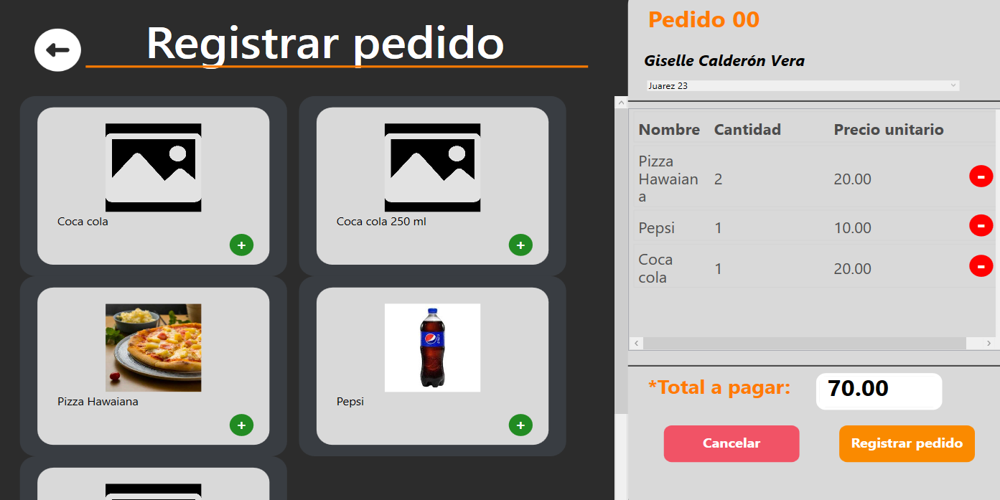 Registrar pedido
Coca cola
+
Coca cola 250 ml
+
Pizza Hawaiana
+
Pepsi
+
Pedido 00
Giselle Calderón Vera
Juarez 23
Nombre Cantidad Precio unitario
Pizza
Hawaian
a
2 20.00 -
Pepsi 1 10.00 -
Coca
cola
1 20.00 -
*Total a pagar: 70.00
Cancelar Registrar pedido